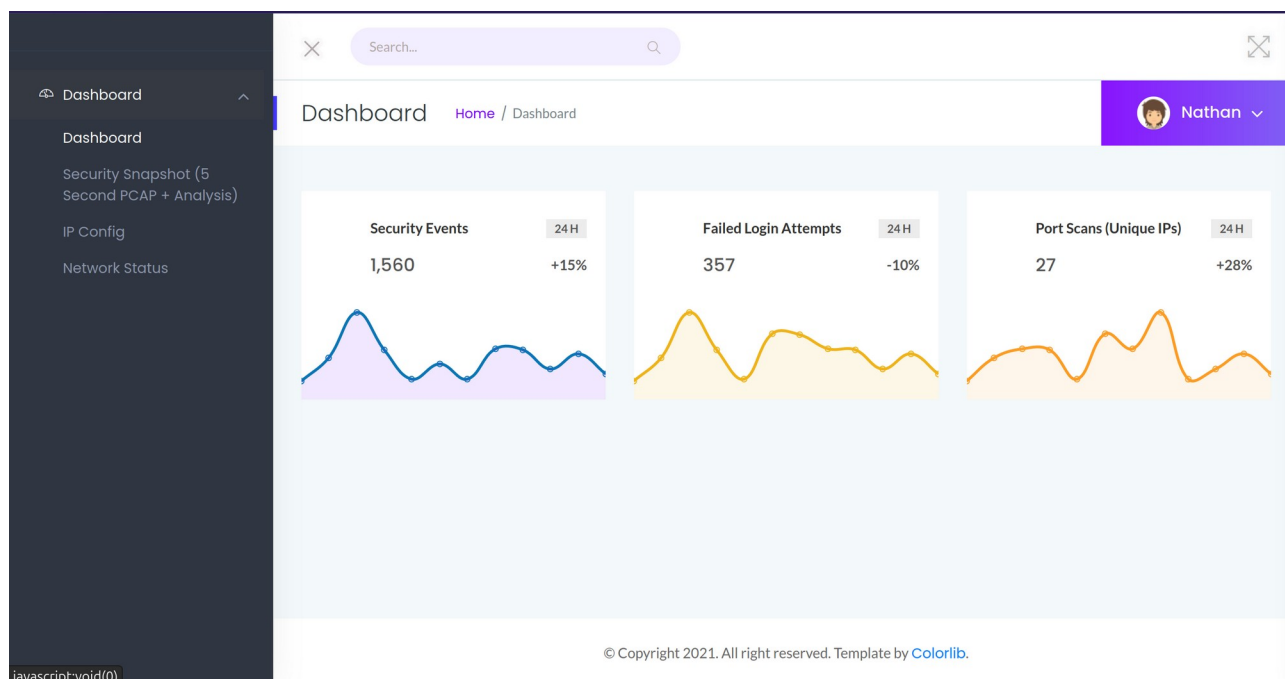 Search...
Dashboard
Dashboard
Security Snapshot (5
Second PCAP + Analysis)
IP Config
Network Status
Dashboard Home / Dashboard
Nathan
Security Events 24 H
1,560 +15%
Failed Login Attempts 24 H
357 -10%
Port Scans (Unique IPs) 24 H
27 +28%
© Copyright 2021. All right reserved. Template by Colorlib.
javascript:void(0)